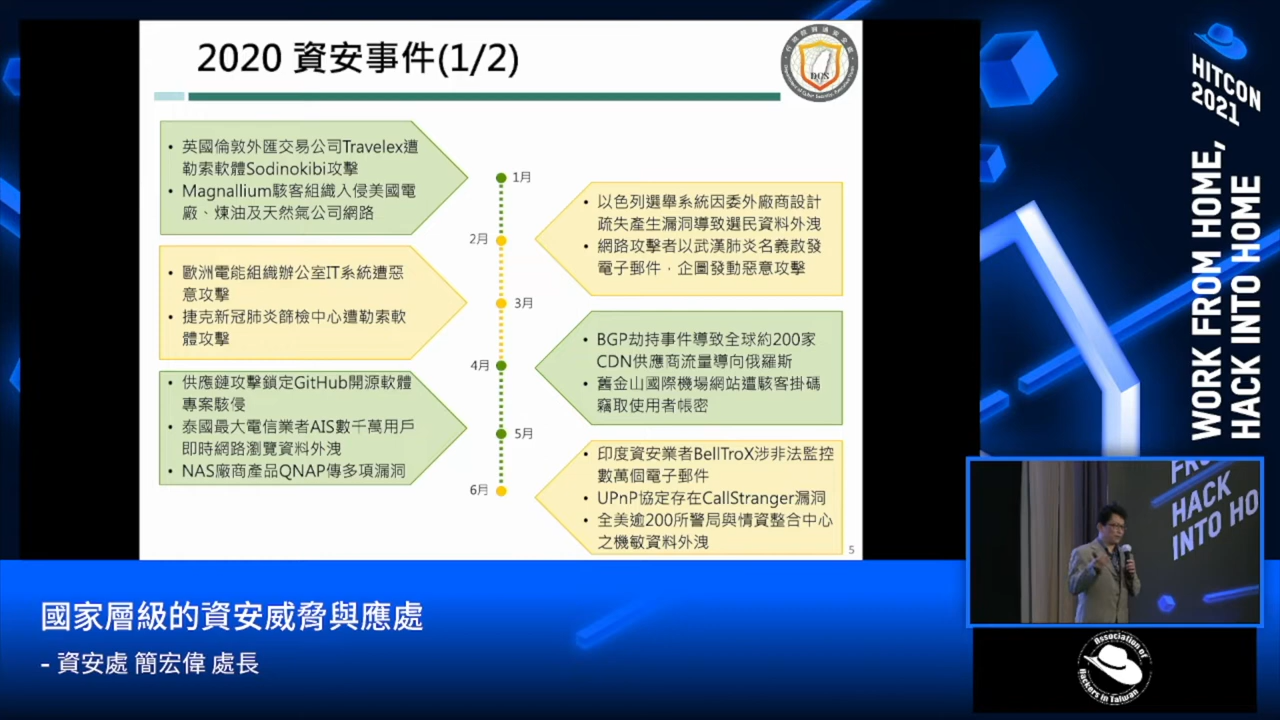 2020 資安事件(1/2)
行政院資通安全處
DCS
Department of Cyber Security, Executive Yuan
• 英國倫敦外匯交易公司Travelex遭
勒索軟體Sodinokibi攻擊
• Magnallium駭客組織入侵美國電
廠、煉油及天然氣公司網路
1月
2月
• 以色列選舉系統因委外廠商設計
疏失產生漏洞導致選民資料外洩
• 網路攻擊者以武漢肺炎名義散發
電子郵件，企圖發動惡意攻擊
• 歐洲電能組織辦公室IT系統遭惡
意攻擊
• 捷克新冠肺炎篩檢中心遭勒索軟
體攻擊
3月
4月
• BGP劫持事件導致全球約200家
CDN供應商流量導向俄羅斯
• 舊金山國際機場網站遭駭客掛碼
竊取使用者帳密
• 供應鏈攻擊鎖定GitHub開源軟體
專案駭侵
• 泰國最大電信業者AIS數千萬用戶
即時網路瀏覽資料外洩
• NAS廠商產品QNAP傳多項漏洞
5月
6月
• 印度資安業者BellTroX涉非法監控
數萬個電子郵件
• UPnP協定存在CallStranger漏洞
• 全美逾200所警局與情資整合中心
之機敏資料外洩
5
HITCON
2021
WORK FROM HOME,
HACK INTO HOME
HACK
INTO HO
國家層級的資安威脅與應處
- 資安處 簡宏偉 處長
Association of
Hackers in Taiwan